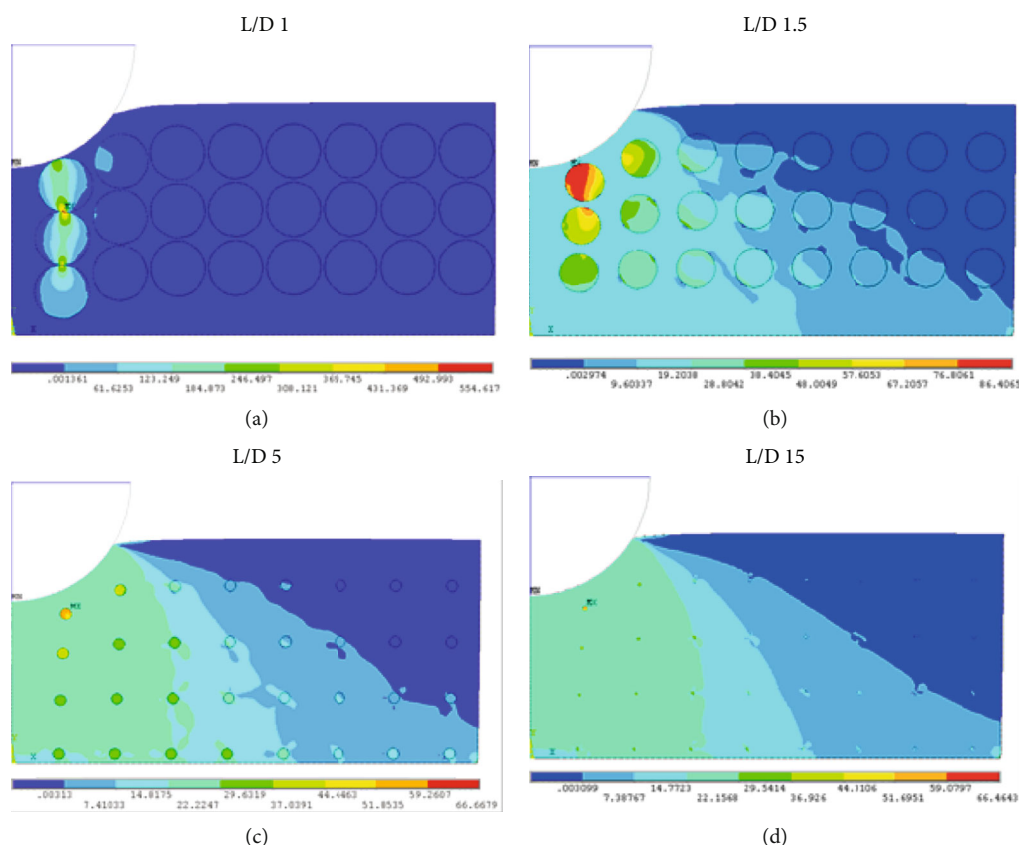 L/D 1
L/D 1.5
MX
X
MX
X
.001361 123.249 246.497 365.745 492.993
61.6253 184.873 308.121 431.369 554.617
.002974 19.2038 38.4045 57.6053 76.8061
9.60337 28.8042 48.0049 67.2057 86.4065
(a)
(b)
L/D 5
L/D 15
MX
X
MX
X
.00313 14.8175 29.6319 44.4463 59.2607
7.41033 22.2247 37.0391 51.8535 66.6679
.003099 14.7723 29.5414 44.3106 59.0797
7.38767 22.1568 36.926 51.6951 66.4643
(c)
(d)